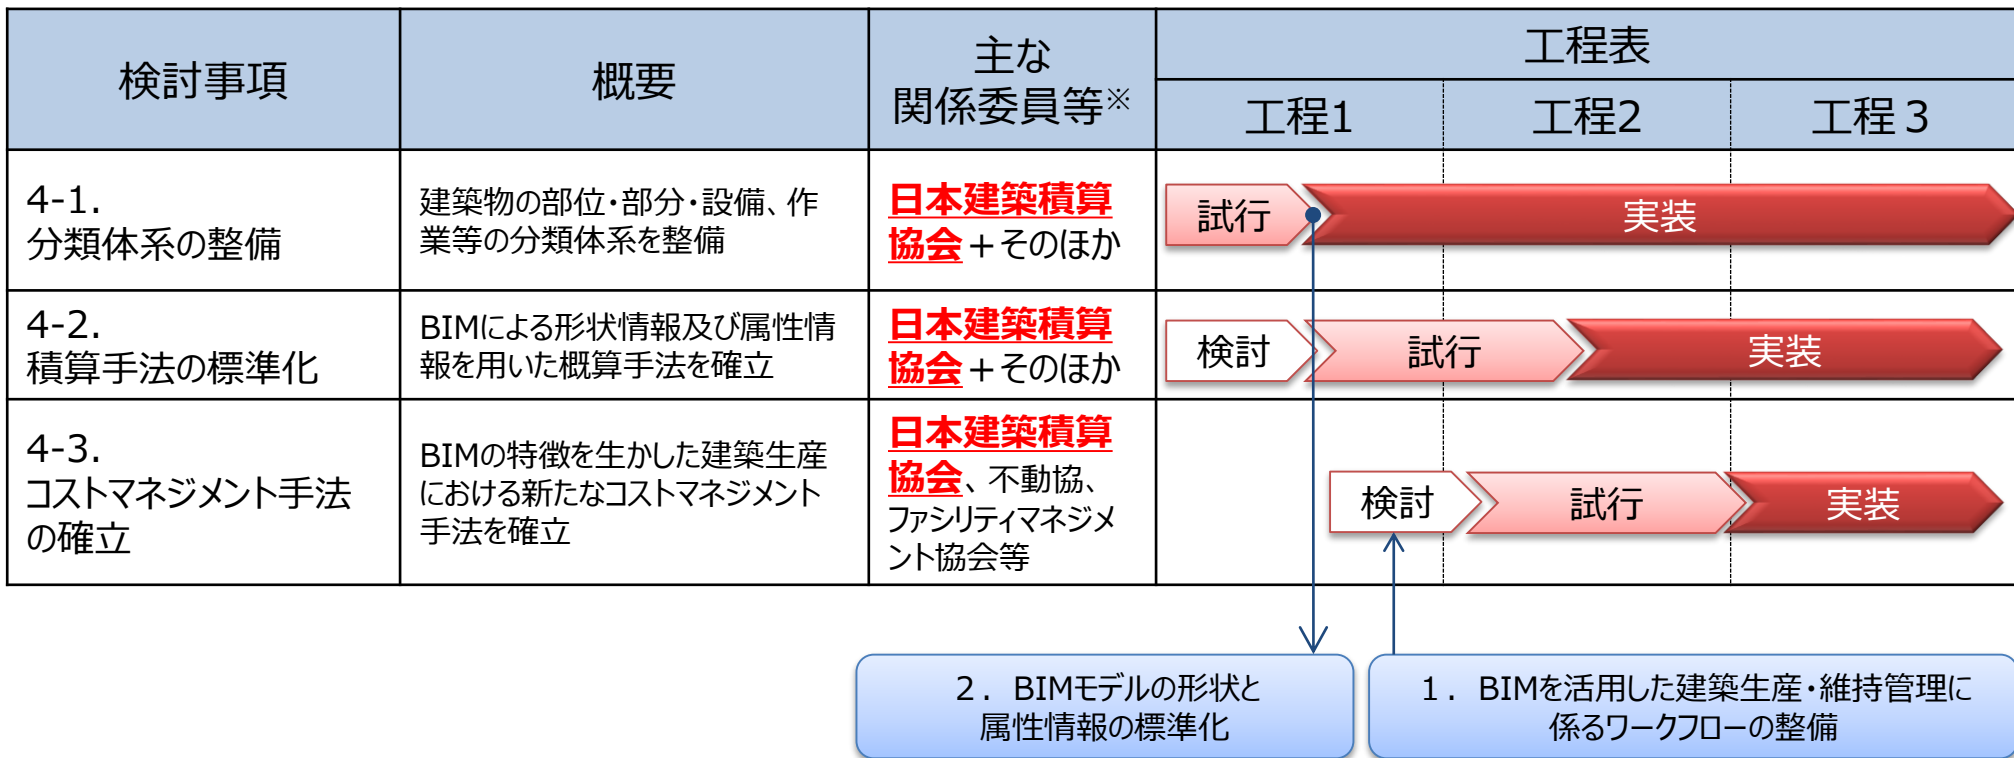 検討事項
概要
主な
関係委員等※
工程表
工程1
工程2
工程３
4-1.
分類体系の整備
建築物の部位・部分・設備、作
業等の分類体系を整備
日本建築積算
協会＋そのほか
試行
実装
4-2.
積算手法の標準化
BIMによる形状情報及び属性情
報を用いた概算手法を確立
日本建築積算
協会＋そのほか
検討
試行
実装
4-3.
コストマネジメント手法
の確立
BIMの特徴を生かした建築生産
における新たなコストマネジメント
手法を確立
日本建築積算
協会、不動協、
ファシリティマネジメ
ント協会等
検討
試行
実装
２．BIMモデルの形状と
属性情報の標準化
１．BIMを活用した建築生産・維持管理に
係るワークフローの整備